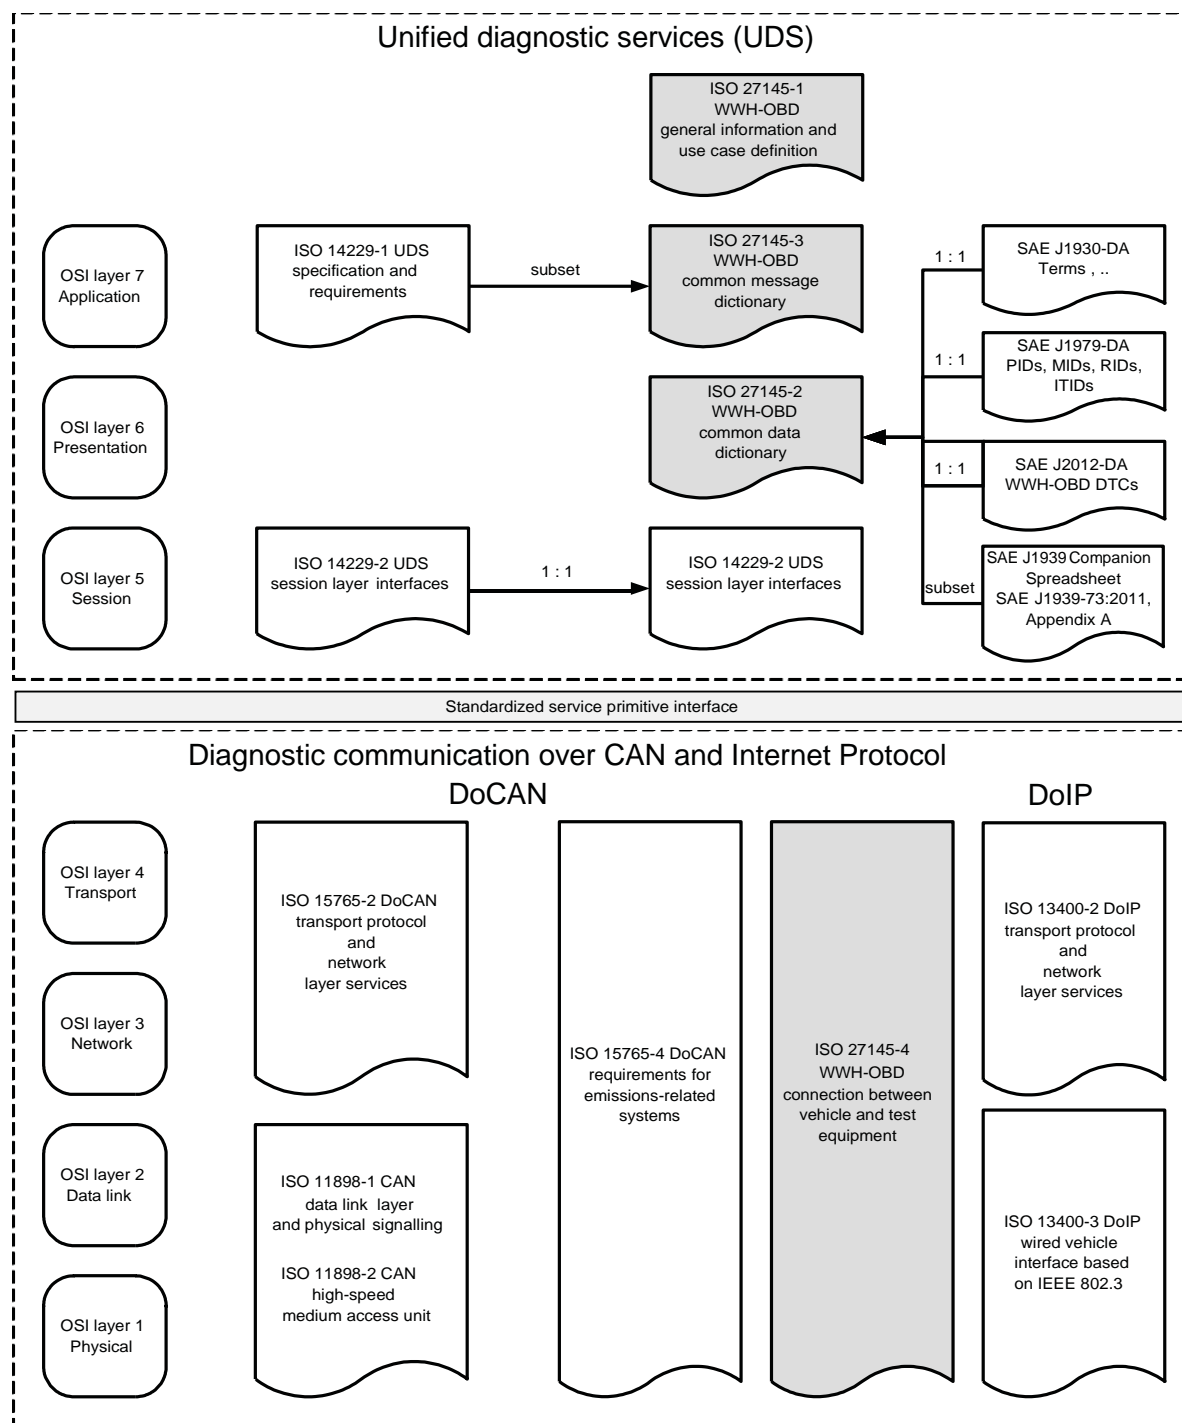 Unified diagnostic services (UDS)
ISO 27145-1
WWH-OBD
general information and
use case definition
OSI layer 7
Application
ISO 14229-1 UDS
specification and
requirements
subset
ISO 27145-3
WWH-OBD
common message
dictionary
1 : 1
SAE J1930-DA
Terms , ..
1 : 1
SAE J1979-DA
PIDs, MIDs, RIDs,
ITIDs
OSI layer 6
Presentation
ISO 27145-2
WWH-OBD
common data
dictionary
1 : 1
SAE J2012-DA
WWH-OBD DTCs
OSI layer 5
Session
ISO 14229-2 UDS
session layer interfaces
1 : 1
ISO 14229-2 UDS
session layer interfaces
subset
SAE J1939 Companion
Spreadsheet
SAE J1939-73:2011,
Appendix A
Standardized service primitive interface
Diagnostic communication over CAN and Internet Protocol
DoCAN
DoIP
OSI layer 4
Transport
ISO 15765-2 DoCAN
transport protocol
and
network
layer services
ISO 13400-2 DoIP
transport protocol
and
network
layer services
OSI layer 3
Network
ISO 15765-4 DoCAN
requirements for
emissions-related
systems
ISO 27145-4
WWH-OBD
connection between
vehicle and test
equipment
OSI layer 2
Data link
ISO 11898-1 CAN
data link layer
and physical signalling
ISO 11898-2 CAN
high-speed
medium access unit
ISO 13400-3 DoIP
wired vehicle
interface based
on IEEE 802.3
OSI layer 1
Physical